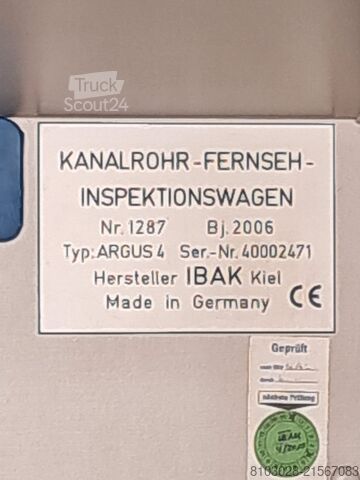 Truck
Scout24
KANALROHR-FERNSEH-
INSPEKTIONSWAGEN
Nr. 1287 Bj. 2006
Typ: ARGUS 4 Ser.-Nr. 40002471
Hersteller IBAK Kiel
Made in Germany CE
Geprüft
nächste Prüfung
IBAK
8103028-21567083